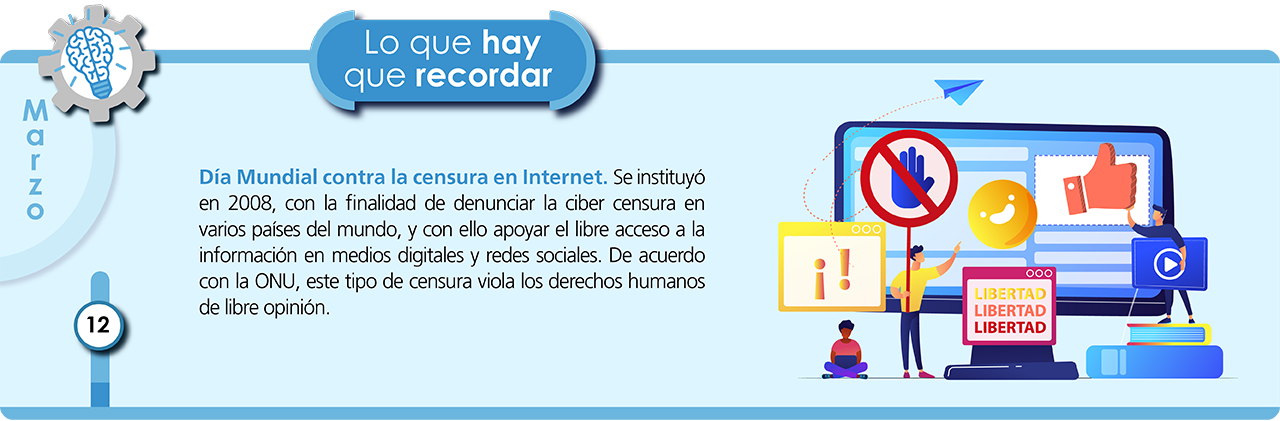 Lo que hay
que recordar
Marzo
Día Mundial contra la censura en Internet. Se instituyó
en 2008, con la finalidad de denunciar la ciber censura en
varios países del mundo, y con ello apoyar el libre acceso a la
información en medios digitales y redes sociales. De acuerdo
con la ONU, este tipo de censura viola los derechos humanos
de libre opinión.
12
¡!
LIBERTAD
LIBERTAD
LIBERTAD